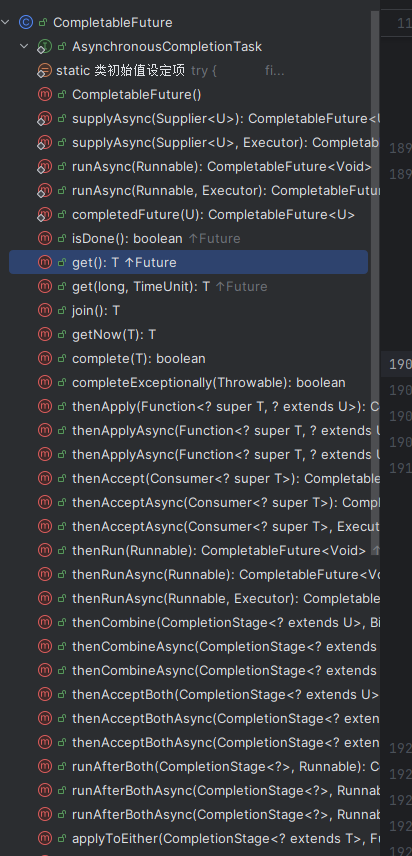 CompletableFuture
AsynchronousCompletionTask
static 类初始值设定项 try { fi...
CompletableFuture()
supplyAsync(Supplier<U>): CompletableFuture<U
supplyAsync(Supplier<U>, Executor): Completab
runAsync(Runnable): CompletableFuture<Void>
runAsync(Runnable, Executor): CompletableFutu
completedFuture(U): CompletableFuture<U>
isDone(): boolean ↑Future
get(): T ↑Future
get(long, TimeUnit): T ↑Future
join(): T
getNow(T): T
complete(T): boolean
completeExceptionally(Throwable): boolean
thenApply(Function<? super T, ? extends U>): C
thenApplyAsync(Function<? super T, ? extends U
thenApplyAsync(Function<? super T, ? extends U
thenAccept(Consumer<? super T>): Completab
thenAcceptAsync(Consumer<? super T>): Compl
thenAcceptAsync(Consumer<? super T>, Execut
thenRun(Runnable): CompletableFuture<Void> ↑
thenRunAsync(Runnable): CompletableFuture<Vo
thenRunAsync(Runnable, Executor): Completable
thenCombine(CompletionStage<? extends U>, Bi
thenCombineAsync(CompletionStage<? extends
thenCombineAsync(CompletionStage<? extends
thenAcceptBoth(CompletionStage<? extends U>
thenAcceptBothAsync(CompletionStage<? exten
thenAcceptBothAsync(CompletionStage<? exten
runAfterBoth(CompletionStage<?>, Runnable): Co
runAfterBothAsync(CompletionStage<?>, Runnab
runAfterBothAsync(CompletionStage<?>, Runnab
applyToEither(CompletionStage<? extends T>, Fu
11
189
189
190
190
190
190
191
192
192
192
192
192